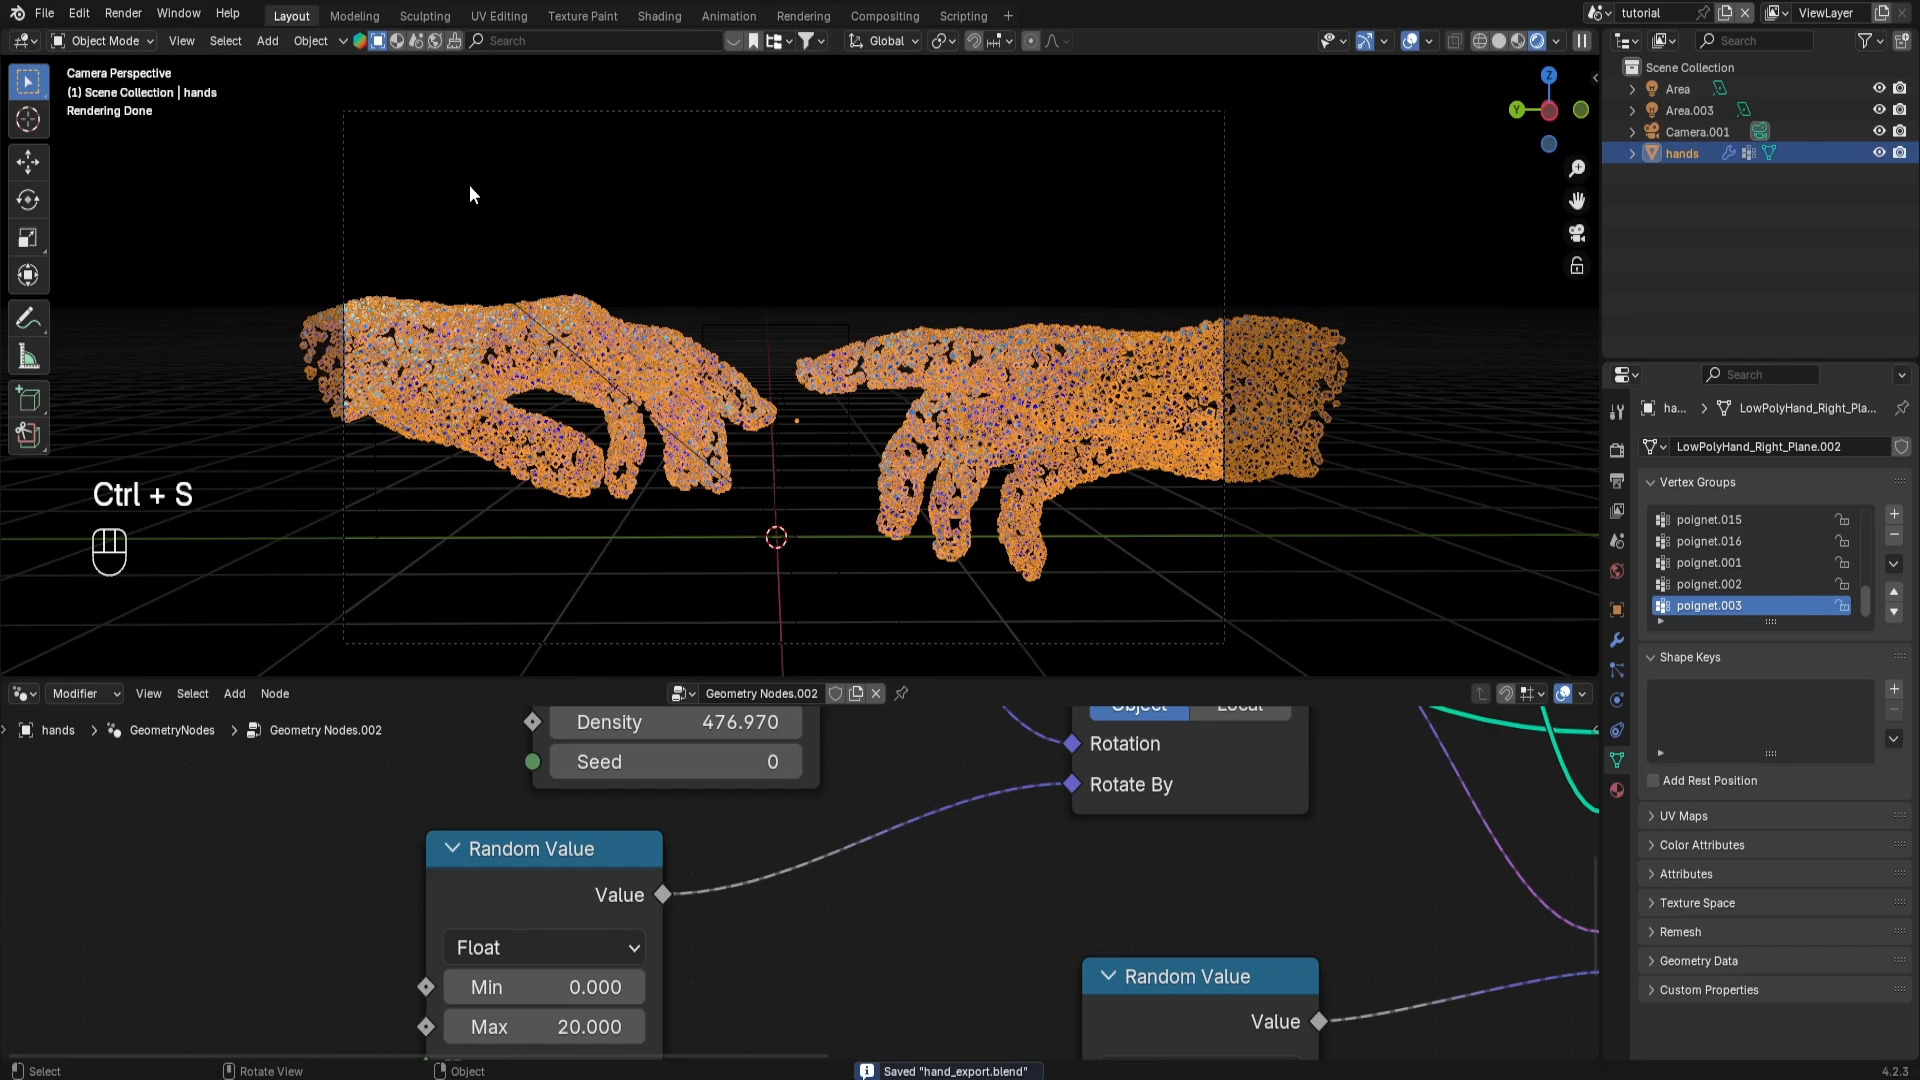 File Edit Render Window Help Layout Modeling Sculpting UV Editing Texture Paint Shading Animation Rendering Compositing Scripting tutorial ViewLayer
Object Mode View Select Add Object Search Global Search
Camera Perspective
(1) Scene Collection | hands
Rendering Done
Z
Y
Scene Collection
Area
Area.003
Camera.001
hands
Ctrl + S
Search
ha... LowPolyHand_Right_Pla...
LowPolyHand_Right_Plane.002
Vertex Groups
poignet.015
poignet.016
poignet.001
poignet.002
poignet.003
Shape Keys
Add Rest Position
UV Maps
Color Attributes
Attributes
Texture Space
Remesh
Geometry Data
Custom Properties
Modifier View Select Add Node Geometry Nodes.002
hands GeometryNodes Geometry Nodes.002
Density 476.970
Seed 0
Object Local
Rotation
Rotate By
Random Value
Value
Float
Min 0.000
Max 20.000
Random Value
Value
Select Rotate View Object Saved "hand_export.blend" 4.2.3